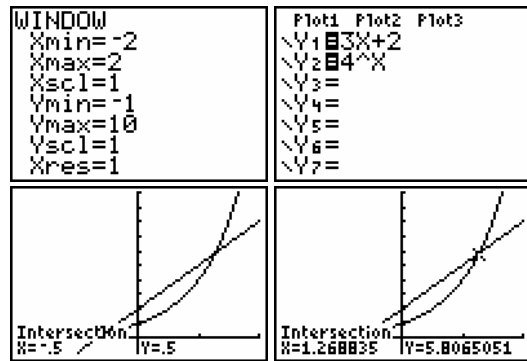 WINDOW
Xmin=-2
Xmax=2
Xscl=1
Ymin=-1
Ymax=10
Yscl=1
Xres=1
Plot1 Plot2 Plot3
\Y1=3X+2
\Y2=4^X
\Y3=
\Y4=
\Y5=
\Y6=
\Y7=
Intersection
X=-.5 Y=.5
Intersection
X=1.268835 Y=5.8065051